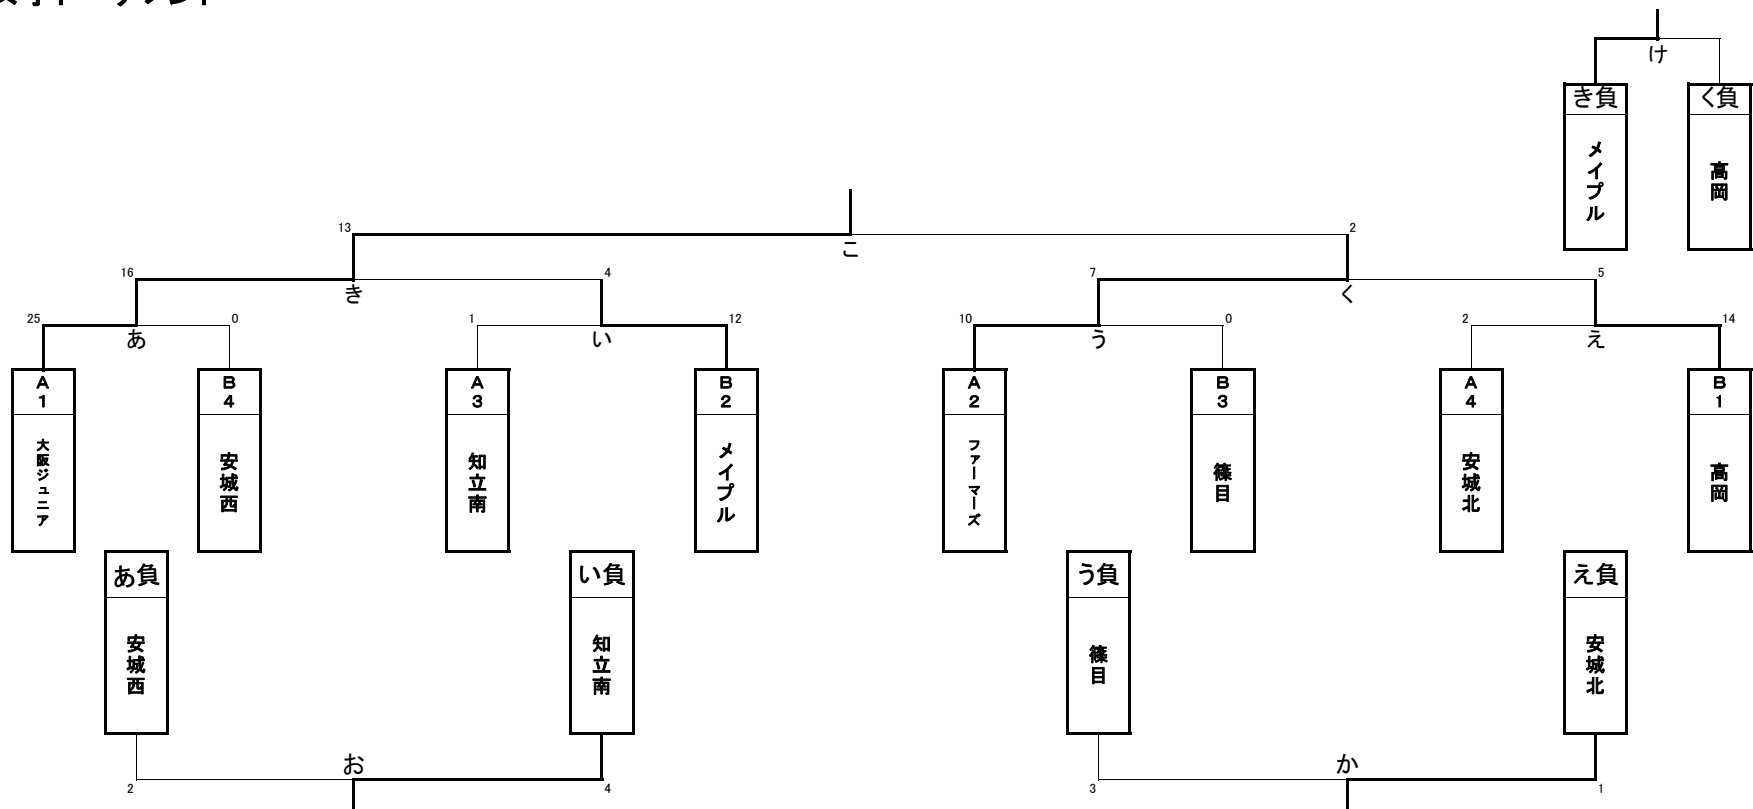 け
き負
く負
メイプル
高岡
13
2
こ
16
4
7
5
き
く
25
0
1
12
10
0
2
14
あ
い
う
え
A1
B4
A3
B2
A2
B3
A4
B1
大阪ジュニア
安城西
知立南
メイプル
ファーマーズ
篠目
安城北
高岡
あ負
い負
う負
え負
安城西
知立南
篠目
安城北
お
か
2
4
3
1